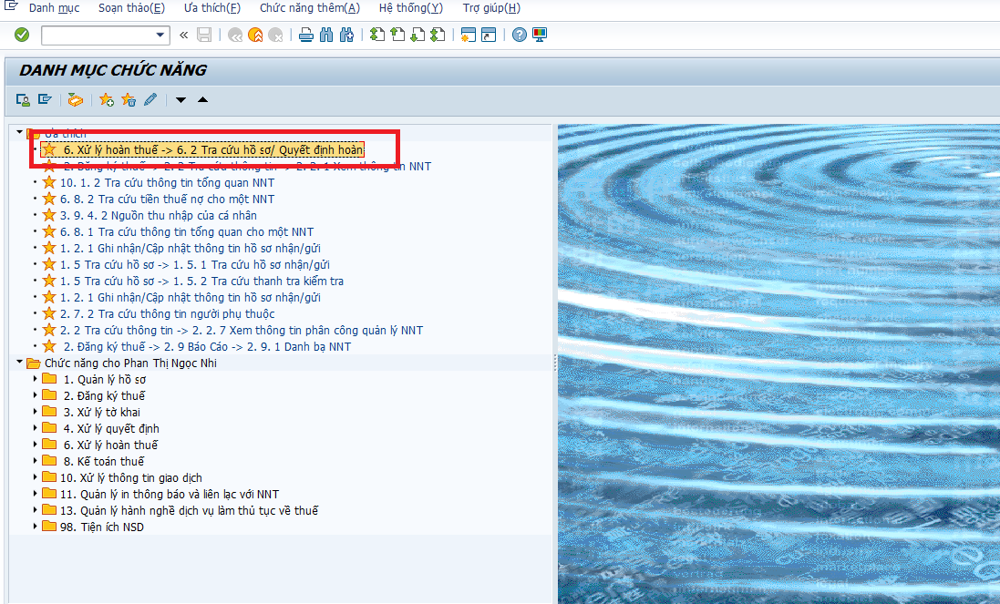 Danh mục Soạn thảo(E) Ưa thích(F) Chức năng thêm(A) Hệ thống(Y) Trợ giúp(H)
DANH MỤC CHỨC NĂNG
Ưa thích
6. Xử lý hoàn thuế -> 6. 2 Tra cứu hồ sơ/ Quyết định hoàn
2. Đăng ký thuế -> 2. 2 Tra cứu thông tin -> 2. 2. 1 Xem thông tin NNT
10. 1. 2 Tra cứu thông tin tổng quan NNT
6. 8. 2 Tra cứu tiền thuế nợ cho một NNT
3. 9. 4. 2 Nguồn thu nhập của cá nhân
6. 8. 1 Tra cứu thông tin tổng quan cho một NNT
1. 2. 1 Ghi nhận/Cập nhật thông tin hồ sơ nhận/gửi
1. 5 Tra cứu hồ sơ -> 1. 5. 1 Tra cứu hồ sơ nhận/gửi
1. 5 Tra cứu hồ sơ -> 1. 5. 2 Tra cứu thanh tra kiểm tra
1. 2. 1 Ghi nhận/Cập nhật thông tin hồ sơ nhận/gửi
2. 7. 2 Tra cứu thông tin người phụ thuộc
2. 2 Tra cứu thông tin -> 2. 2. 7 Xem thông tin phân công quản lý NNT
2. Đăng ký thuế -> 2. 9 Báo Cáo -> 2. 9. 1 Danh bạ NNT
Chức năng cho Phan Thị Ngọc Nhi
1. Quản lý hồ sơ
2. Đăng ký thuế
3. Xử lý tờ khai
4. Xử lý quyết định
6. Xử lý hoàn thuế
8. Kế toán thuế
10. Xử lý thông tin giao dịch
11. Quản lý in thông báo và liên lạc với NNT
13. Quản lý hành nghề dịch vụ làm thủ tục về thuế
98. Tiện ích NSD